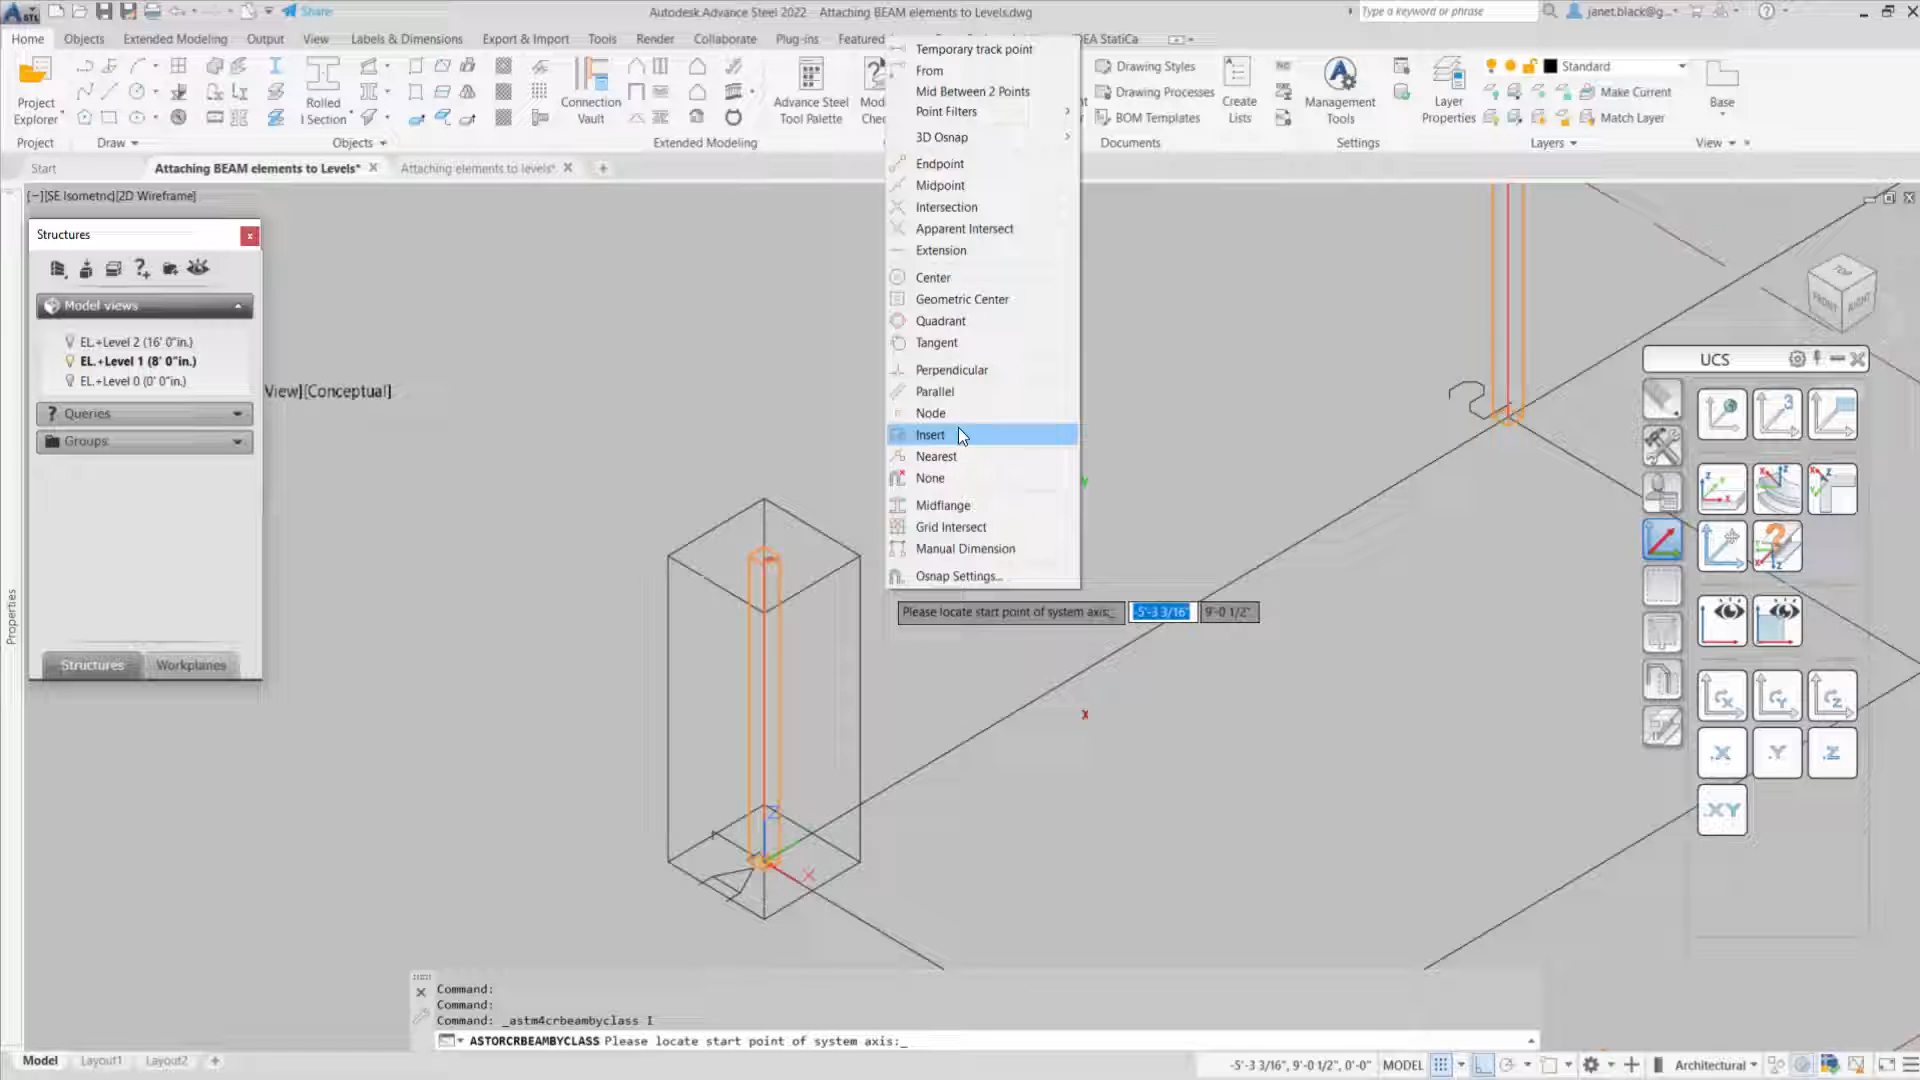 STL
Share
Autodesk Advance Steel 2022
Attaching BEAM elements to Levels.dwg
Type a keyword or phrase
janet.black@g...
Home
Objects
Extended Modeling
Output
View
Labels & Dimensions
Export & Import
Tools
Render
Collaborate
Plug-ins
Featured
IDEA StatiCa
Project
Explorer
Rolled
I Section
Connection
Vault
Advance Steel
Tool Palette
Drawing Styles
Drawing Processes
BOM Templates
Create
Lists
Management
Tools
Layer
Properties
Standard
Make Current
Match Layer
Base
Project
Draw
Objects
Extended Modeling
Documents
Settings
Layers
View
Start
Attaching BEAM elements to Levels*
Attaching elements to levels*
[−][SE Isometric][2D Wireframe]
Structures
Model views
EL.+Level 2 (16' 0"in.)
EL.+Level 1 (8' 0"in.)
EL.+Level 0 (0' 0"in.)
Queries
Groups
Structures
Workplanes
Properties
View][Conceptual]
Temporary track point
From
Mid Between 2 Points
Point Filters
3D Osnap
Endpoint
Midpoint
Intersection
Apparent Intersect
Extension
Center
Geometric Center
Quadrant
Tangent
Perpendicular
Parallel
Node
Insert
Nearest
None
Midflange
Grid Intersect
Manual Dimension
Osnap Settings...
Please locate start point of system axis:_
-5'-3 3/16"
9'-0 1/2"
Y
X
Z
X
TOP
FRONT
RIGHT
UCS
CX
CY
CZ
.X
.Y
.Z
.XY
Command:
Command:
Command: _astm4crbeambyclass I
ASTORCRBEAMBYCLASS Please locate start point of system axis:_
Model
Layout1
Layout2
-5'-3 3/16", 9'-0 1/2", 0'-0"
MODEL
Architectural